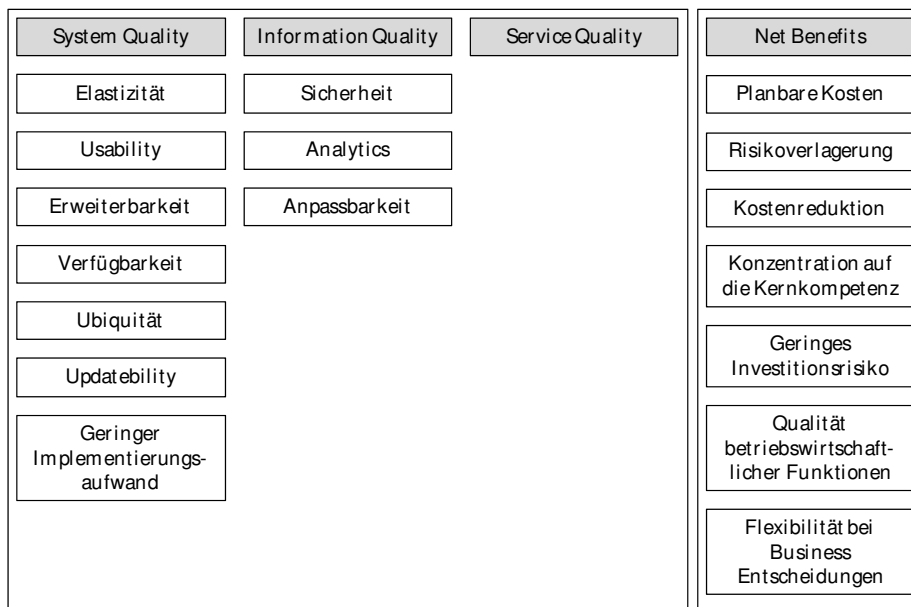 System Quality
Information Quality
Service Quality
Net Benefits
Elastizität
Sicherheit
Planbare Kosten
Usability
Analytics
Risikoverlagerung
Erweiterbarkeit
Anpassbarkeit
Kostenreduktion
Verfügbarkeit
Konzentration auf
die Kernkompetenz
Ubiquität
Updatebility
Geringes
Investitionsrisiko
Geringer
Implementierungs-
aufwand
Qualität
betriebswirtschaft-
licher Funktionen
Flexibilität bei
Business
Entscheidungen